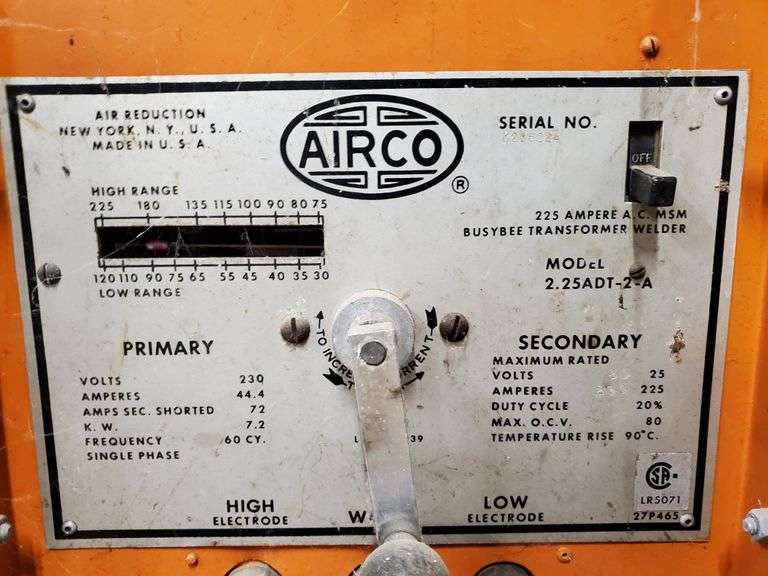 AIR REDUCTION
NEW YORK, N. Y., U. S. A.
MADE IN U. S. A.
AIRCO
®
SERIAL NO.
OFF
225 AMPERE A.C. MSM
BUSYBEE TRANSFORMER WELDER
MODEL
2.25ADT-2-A
HIGH RANGE
225 180 135 115 100 90 80 75
120 110 90 75 65 55 45 40 35 30
LOW RANGE
TO CURRENT
PRIMARY
VOLTS 230
AMPERES 44.4
AMPS SEC. SHORTED 72
K. W. 7.2
FREQUENCY 60 CY.
SINGLE PHASE
SECONDARY
MAXIMUM RATED
VOLTS 25
AMPERES 225
DUTY CYCLE 20%
MAX. O.C.V. 80
TEMPERATURE RISE 90°C.
39
HIGH
ELECTRODE
LOW
ELECTRODE
SA
LR5071
27P465